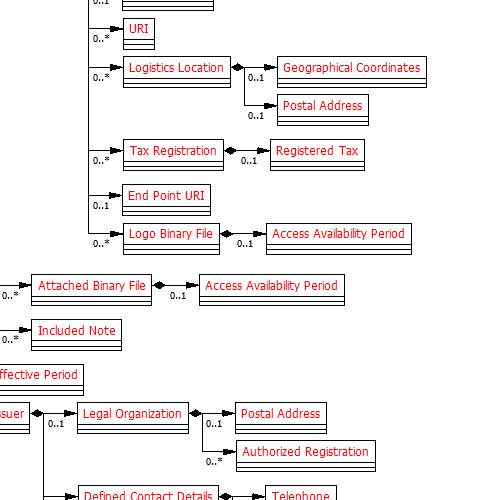 0..1
URI
0..*
Logistics Location
Geographical Coordinates
0..*
0..1
Postal Address
0..1
Tax Registration
Registered Tax
0..*
0..1
End Point URI
0..1
Logo Binary File
Access Availability Period
0..*
0..1
Attached Binary File
Access Availability Period
0..*
0..1
Included Note
0..*
ffective Period
suer
Legal Organization
Postal Address
0..1
0..1
Authorized Registration
0..*
Defined Contact Details
Telephone